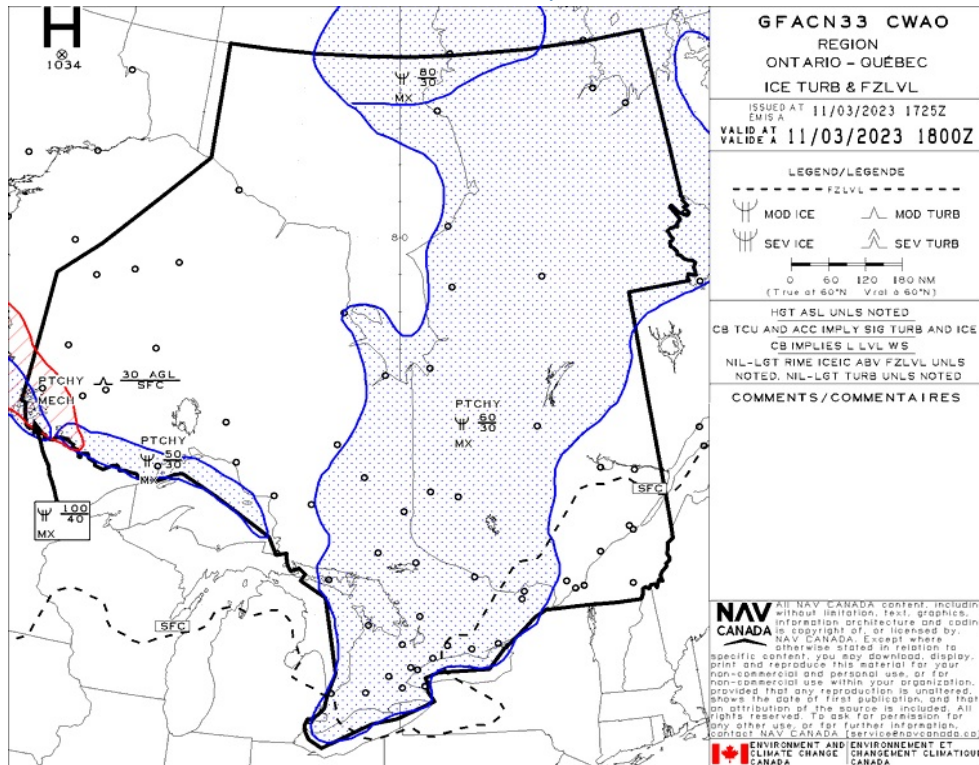 H
1034
80
30
MX
80
PTCHY
MECH
30 AGL
SFC
PTCHY
50
30
MX
PTCHY
60
30
MX
100
40
MX
SFC
SFC
GFACN33 CWAO
REGION
ONTARIO – QUÉBEC
ICE TURB & FZLVL
ISSUED AT 11/03/2023 1725Z
ÉMIS A
VALID AT 11/03/2023 1800Z
VALIDE A
LEGEND/LÉGENDE
FZLVL
MOD ICE MOD TURB
SEV ICE SEV TURB
0 60 120 180 NM
(True at 60°N Vrai à 60°N)
HGT ASL UNLS NOTED
CB TCU AND ACC IMPLY SIG TURB AND ICE
CB IMPLIES L LVL WS
NIL-LGT RIME ICEIC ABV FZLVL UNLS
NOTED, NIL-LGT TURB UNLS NOTED
COMMENTS/COMMENTAIRES
NAV
CANADA
All NAV CANADA content, including
without limitation, text, graphics,
information architecture and coding
is copyright of, or licensed by,
NAV CANADA. Except where
otherwise stated in relation to
specific content, you may download, display,
print and reproduce this material for your
non-commercial and personal use, or for
non-commercial use within your organization,
provided that any reproduction is unaltered,
shows the date of first publication, and that
an attribution of the source is included. All
rights reserved. To ask for permission for
any other use, or for further information,
contact NAV CANADA [service@navcanada.ca]
ENVIRONMENT AND
CLIMATE CHANGE
CANADA
ENVIRONNEMENT ET
CHANGEMENT CLIMATIQUE
CANADA